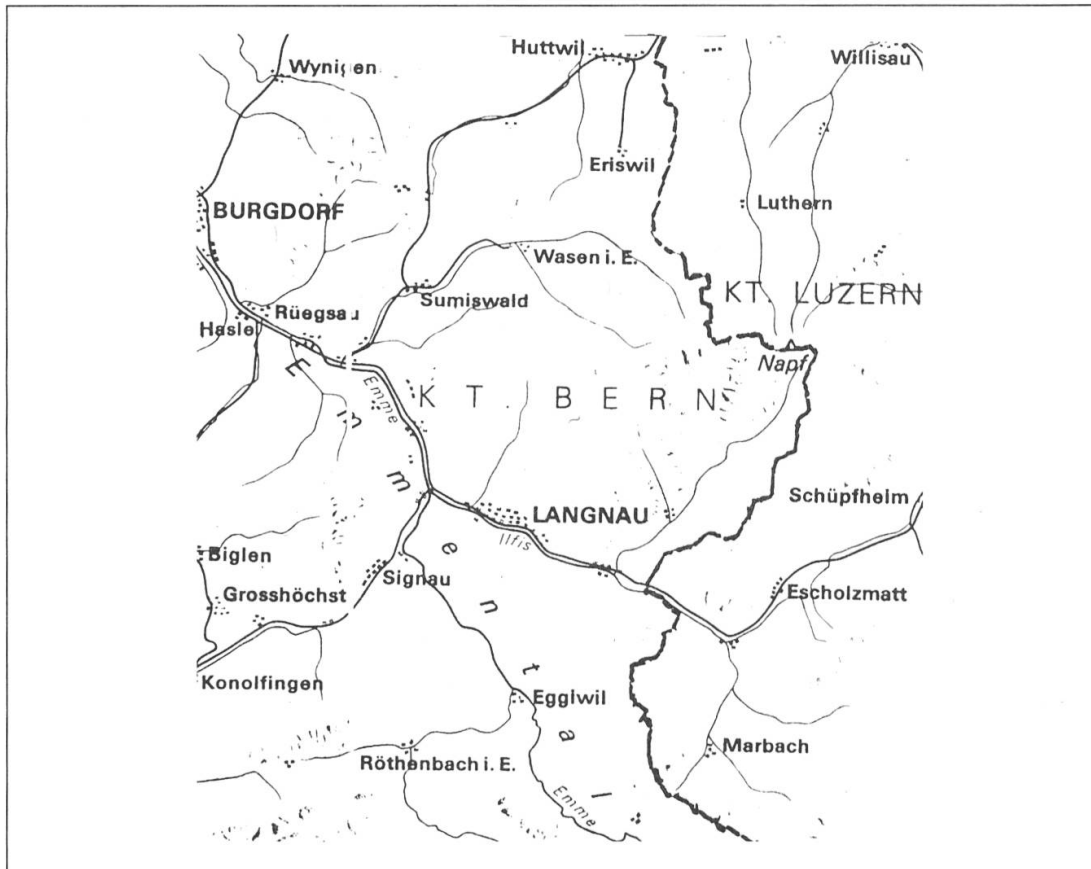 Huttwil
Willisau
Wynigen
Eriswil
Luthern
BURGDORF
Wasen i. E.
KT. LUZERN
Sumiswald
Rüegsau
Hasle
Napf
Emme
KT. BERN
Emmental
Schüpfheim
LANGNAU
Ilfis
Biglen
Signau
Escholzmatt
Grosshöchst
Konolfingen
Eggiwil
Marbach
Röthenbach i. E.
Emme